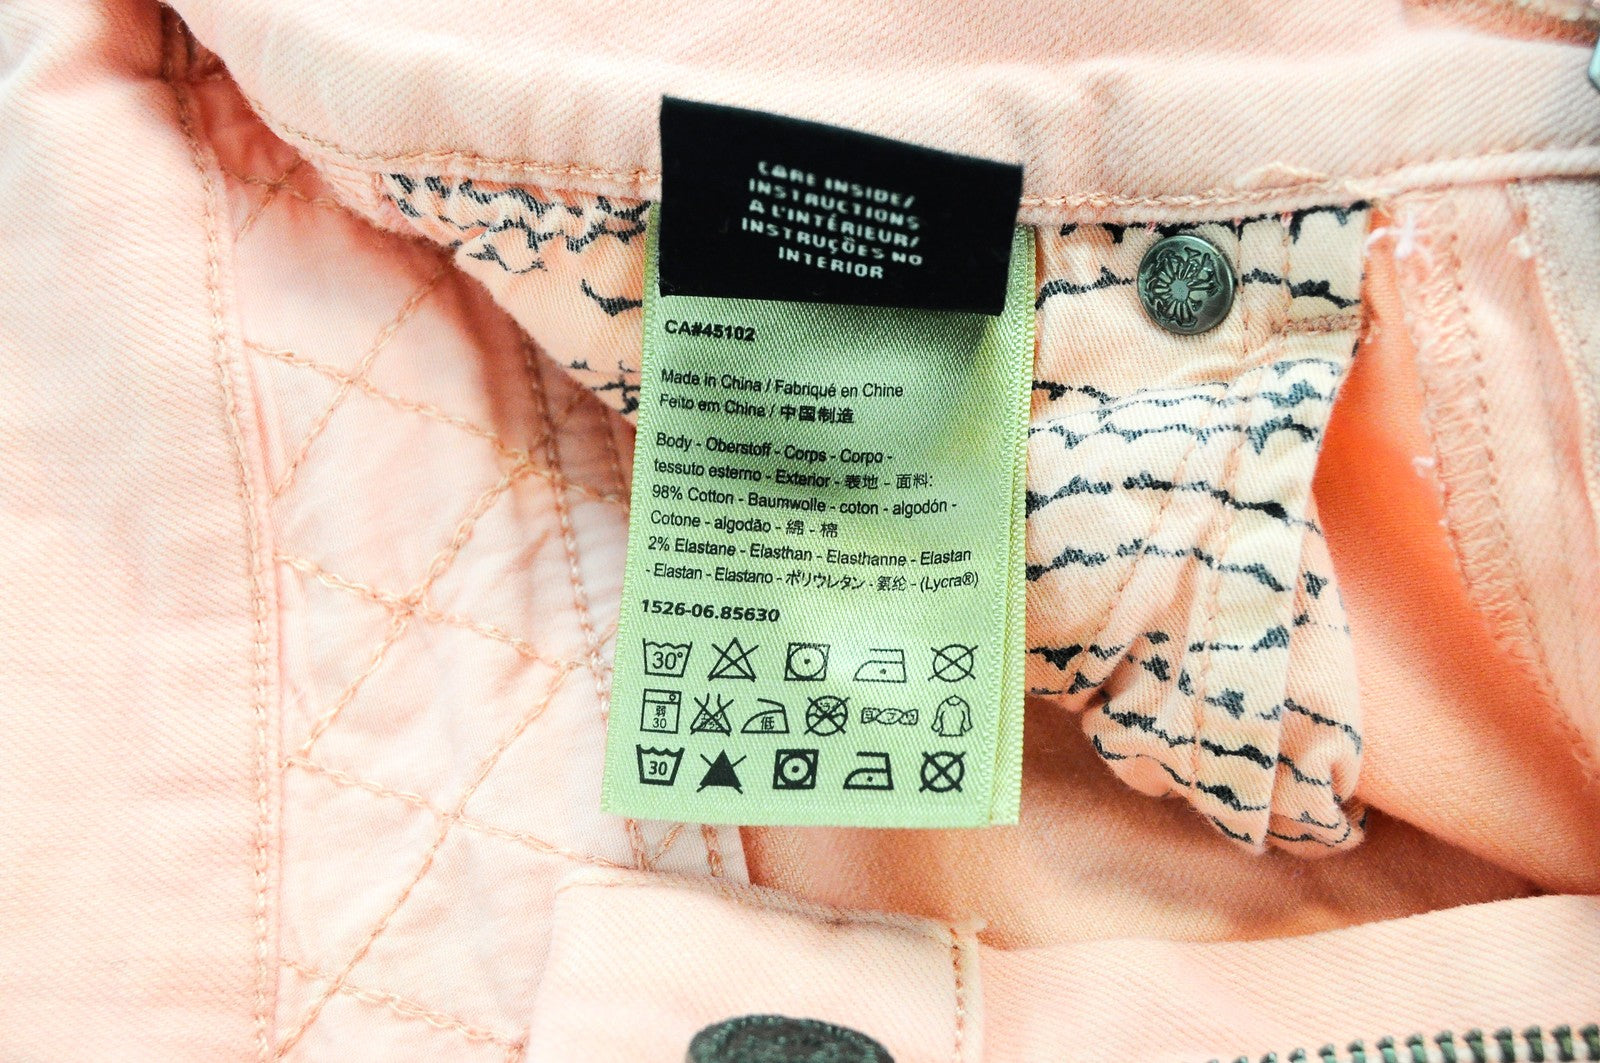 CARE INSIDE/
INSTRUCTIONS
À L'INTÉRIEUR/
INSTRUÇÕES NO
INTERIOR
CA#45102
Made in China / Fabriqué en Chine
Feito em China / 中国制造
Body - Oberstoff - Corps - Corpo -
tessuto esterno - Exterior - 表地 - 面料:
98% Cotton - Baumwolle - coton - algodón -
Cotone - algodão - 綿 - 棉
2% Elastane - Elasthan - Elasthanne - Elastan
- Elastan - Elastano - ポリウレタン - 氨纶 - (Lycra®)
1526-06.85630
30°
弱 30 低
30